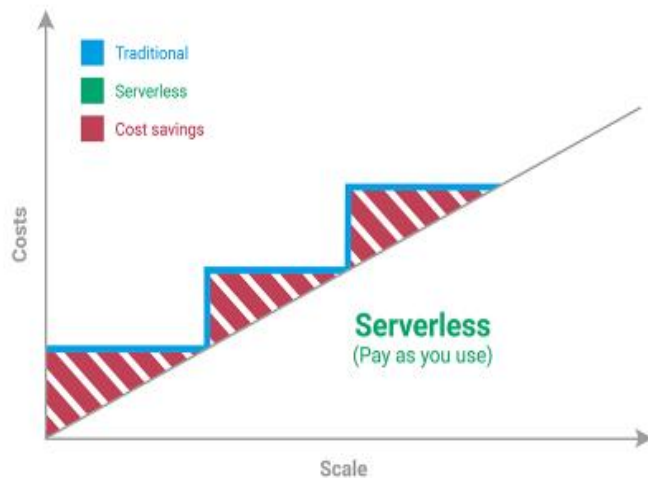 Traditional
Serverless
Cost savings
Costs
Serverless
(Pay as you use)
Scale